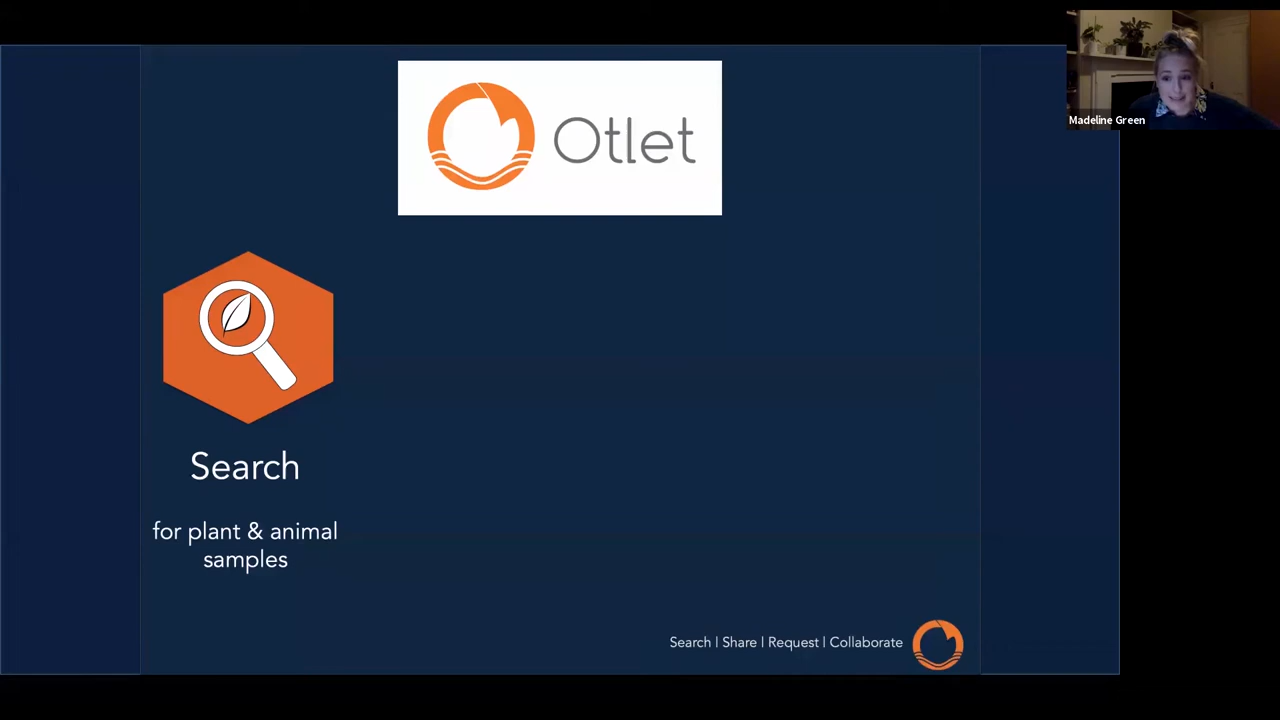 Otlet
Madeline Green
Search
for plant & animal
samples
Search | Share | Request | Collaborate